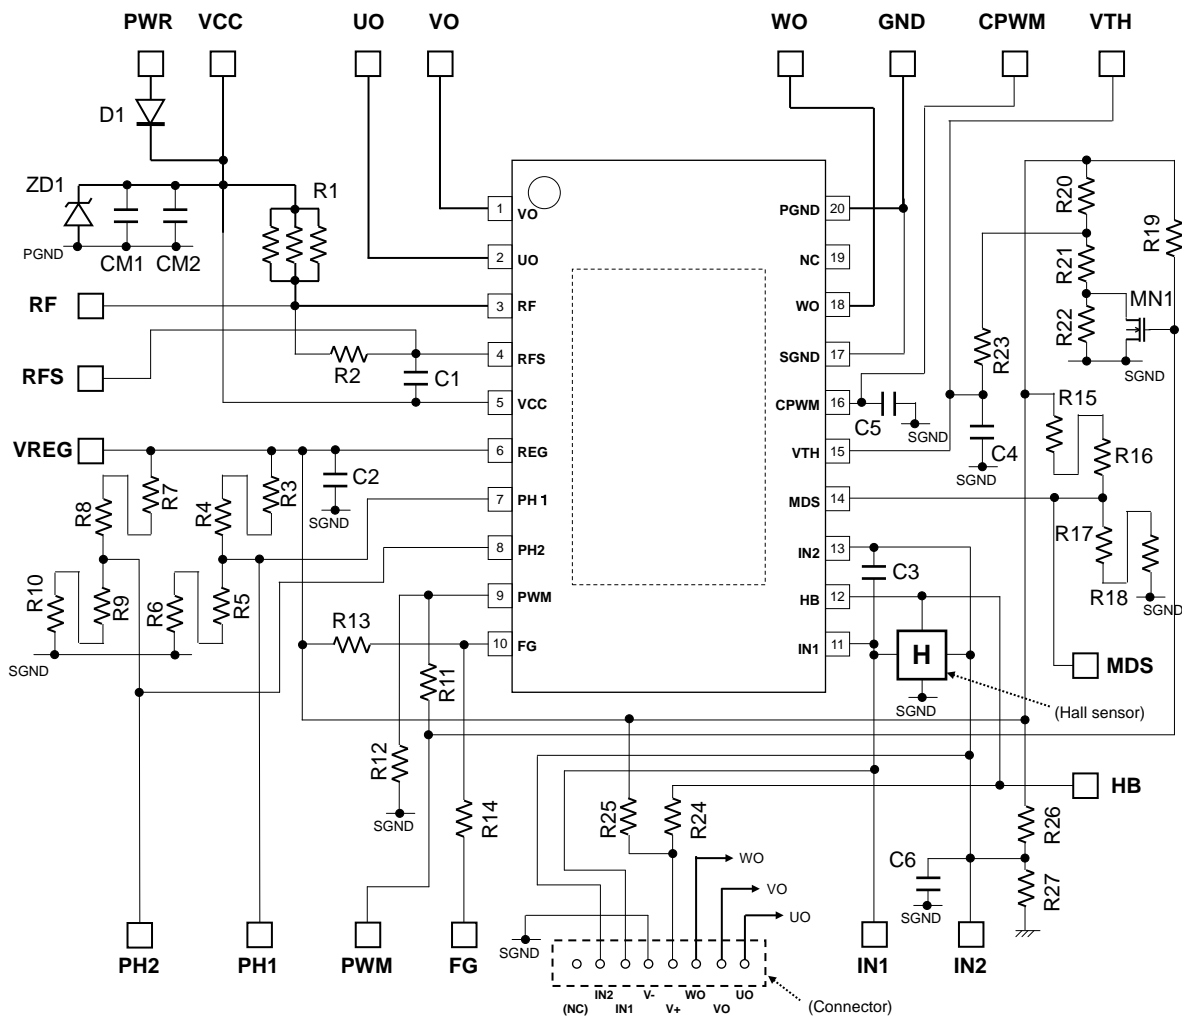 PWR VCC UO VO WO GND CPWM VTH
D1
ZD1
R1
PGND
CM1 CM2
RF
RFS
R2
C1
VREG
C2
SGND
R8 R7 R4 R3
R10 R9 R6 R5
SGND
R13
R11
R12
SGND
R14
1 VO
2 UO
3 RF
4 RFS
5 VCC
6 REG
7 PH1
8 PH2
9 PWM
10 FG
PGND 20
NC 19
WO 18
SGND 17
CPWM 16
VTH 15
MDS 14
IN2 13
HB 12
IN1 11
R20
R19
R21
MN1
R22
R23
SGND
R15
C5
SGND
C4
SGND
R16
R17
R18
SGND
C3
H
SGND
(Hall sensor)
MDS
HB
R25 R24
R26
C6
R27
SGND
WO
VO
UO
SGND
PH2 PH1 PWM FG IN1 IN2
(NC) IN2 IN1 V- V+ WO VO UO
(Connector)